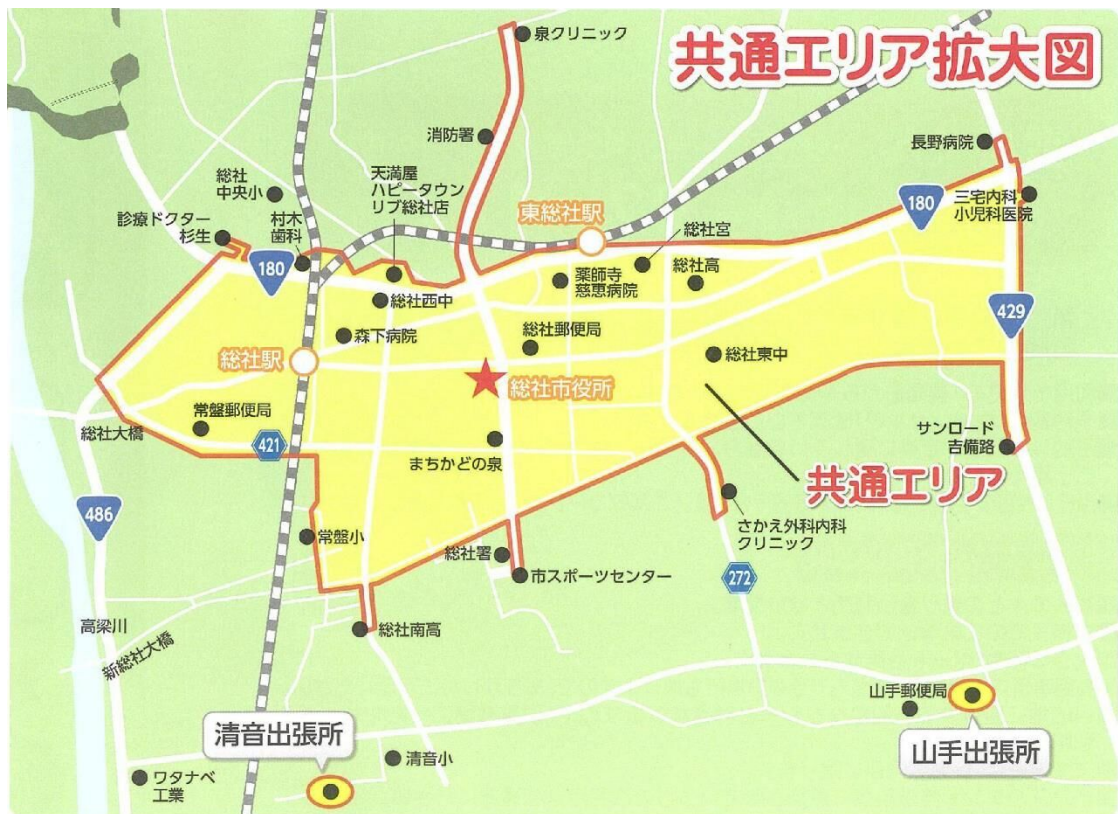 共通エリア拡大図
泉クリニック
消防署
長野病院
天満屋
ハピータウン
リブ総社店
総社
中央小
診療ドクター
杉生
村木
歯科
東総社駅
180
三宅内科
小児科医院
総社宮
180
薬師寺
慈恵病院
総社高
総社西中
429
森下病院
総社郵便局
総社駅
総社東中
総社市役所
常盤郵便局
総社大橋
421
まちかどの泉
サンロード
吉備路
共通エリア
486
さかえ外科内科
クリニック
常盤小
総社署
市スポーツセンター
272
高梁川
総社南高
新総社大橋
山手郵便局
清音出張所
山手出張所
清音小
ワタナベ
工業